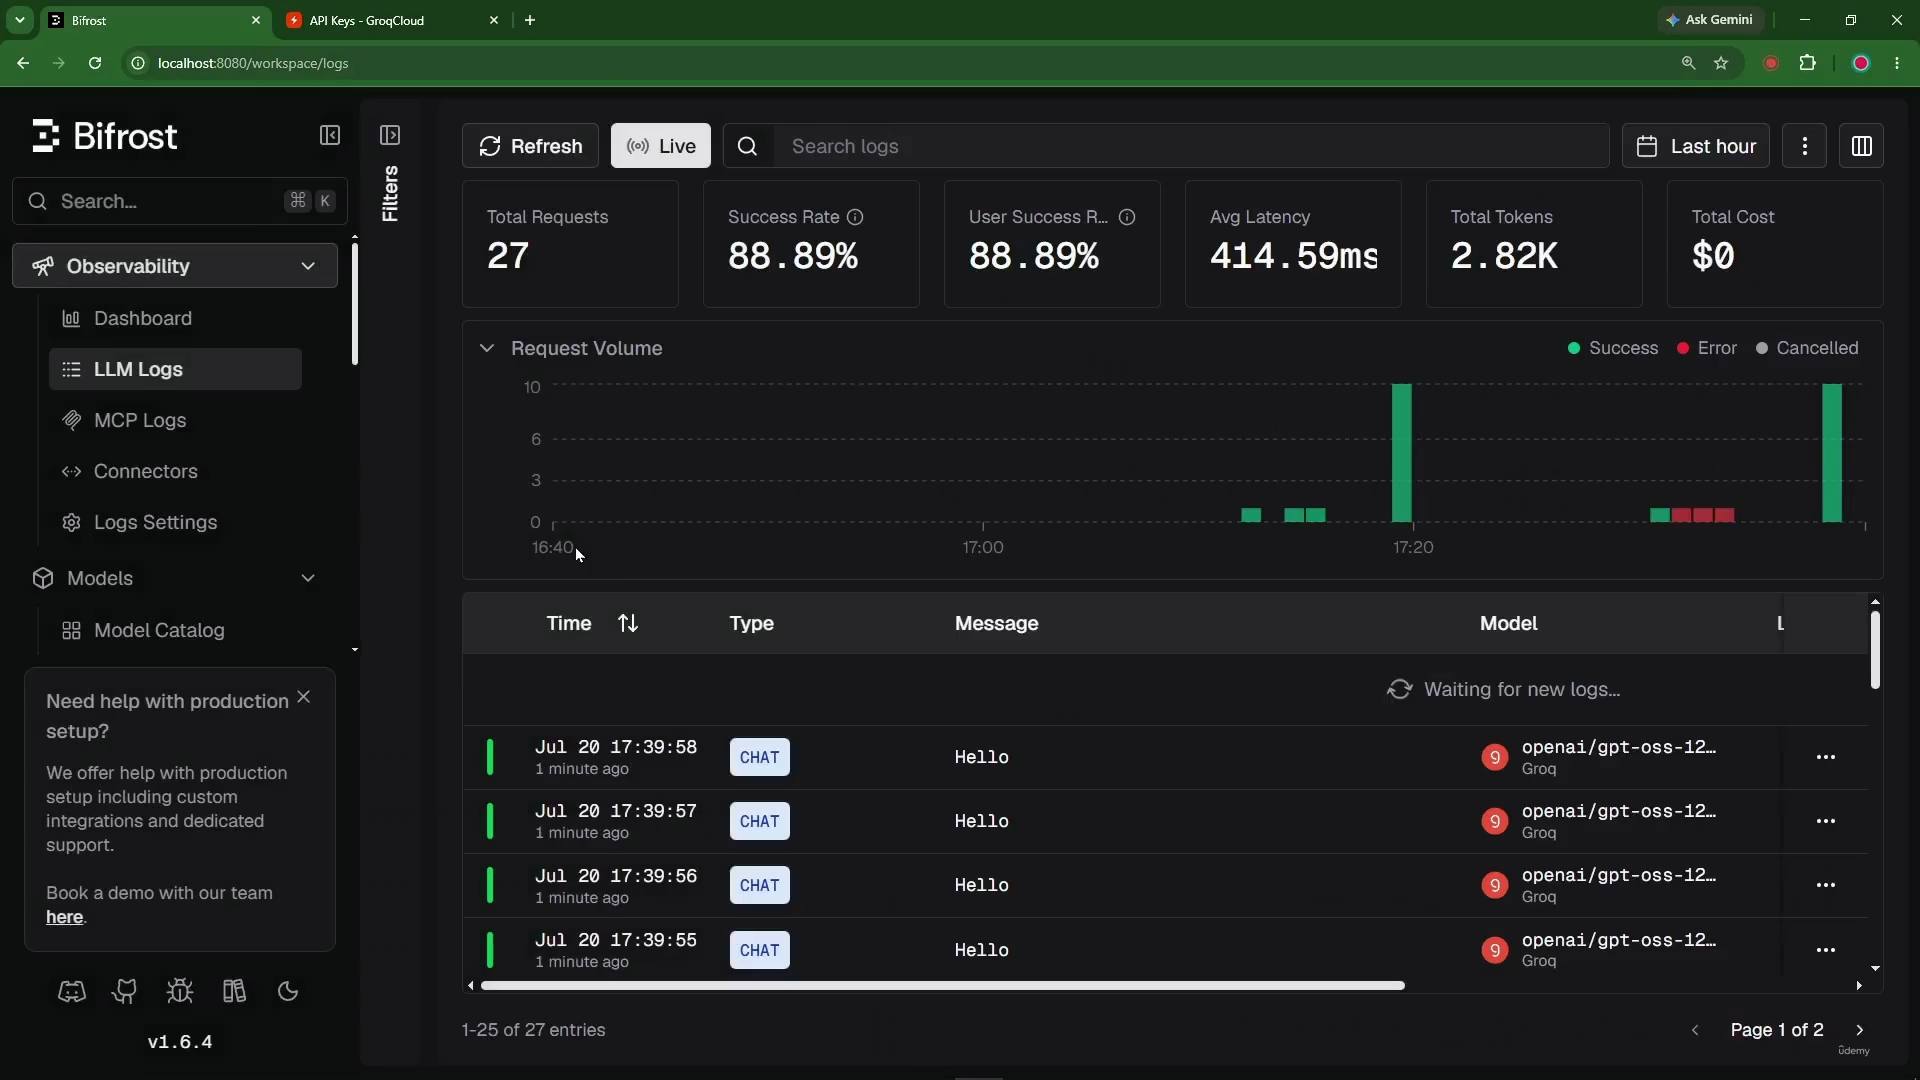 Bifrost
API Keys - GroqCloud
Ask Gemini
localhost:8080/workspace/logs
Bifrost
Search...
⌘ K
Observability
Dashboard
LLM Logs
MCP Logs
Connectors
Logs Settings
Models
Model Catalog
Need help with production
setup?
We offer help with production
setup including custom
integrations and dedicated
support.
Book a demo with our team
here.
v1.6.4
Filters
Refresh
Live
Search logs
Last hour
Total Requests
27
Success Rate
88.89%
User Success R...
88.89%
Avg Latency
414.59ms
Total Tokens
2.82K
Total Cost
$0
Request Volume
Success
Error
Cancelled
10
6
3
0
16:40
17:00
17:20
Time
Type
Message
Model
L
Waiting for new logs...
Jul 20 17:39:58
1 minute ago
CHAT
Hello
openai/gpt-oss-12…
Groq
Jul 20 17:39:57
1 minute ago
CHAT
Hello
openai/gpt-oss-12…
Groq
Jul 20 17:39:56
1 minute ago
CHAT
Hello
openai/gpt-oss-12…
Groq
Jul 20 17:39:55
1 minute ago
CHAT
Hello
openai/gpt-oss-12…
Groq
1-25 of 27 entries
Page 1 of 2
ûdemy